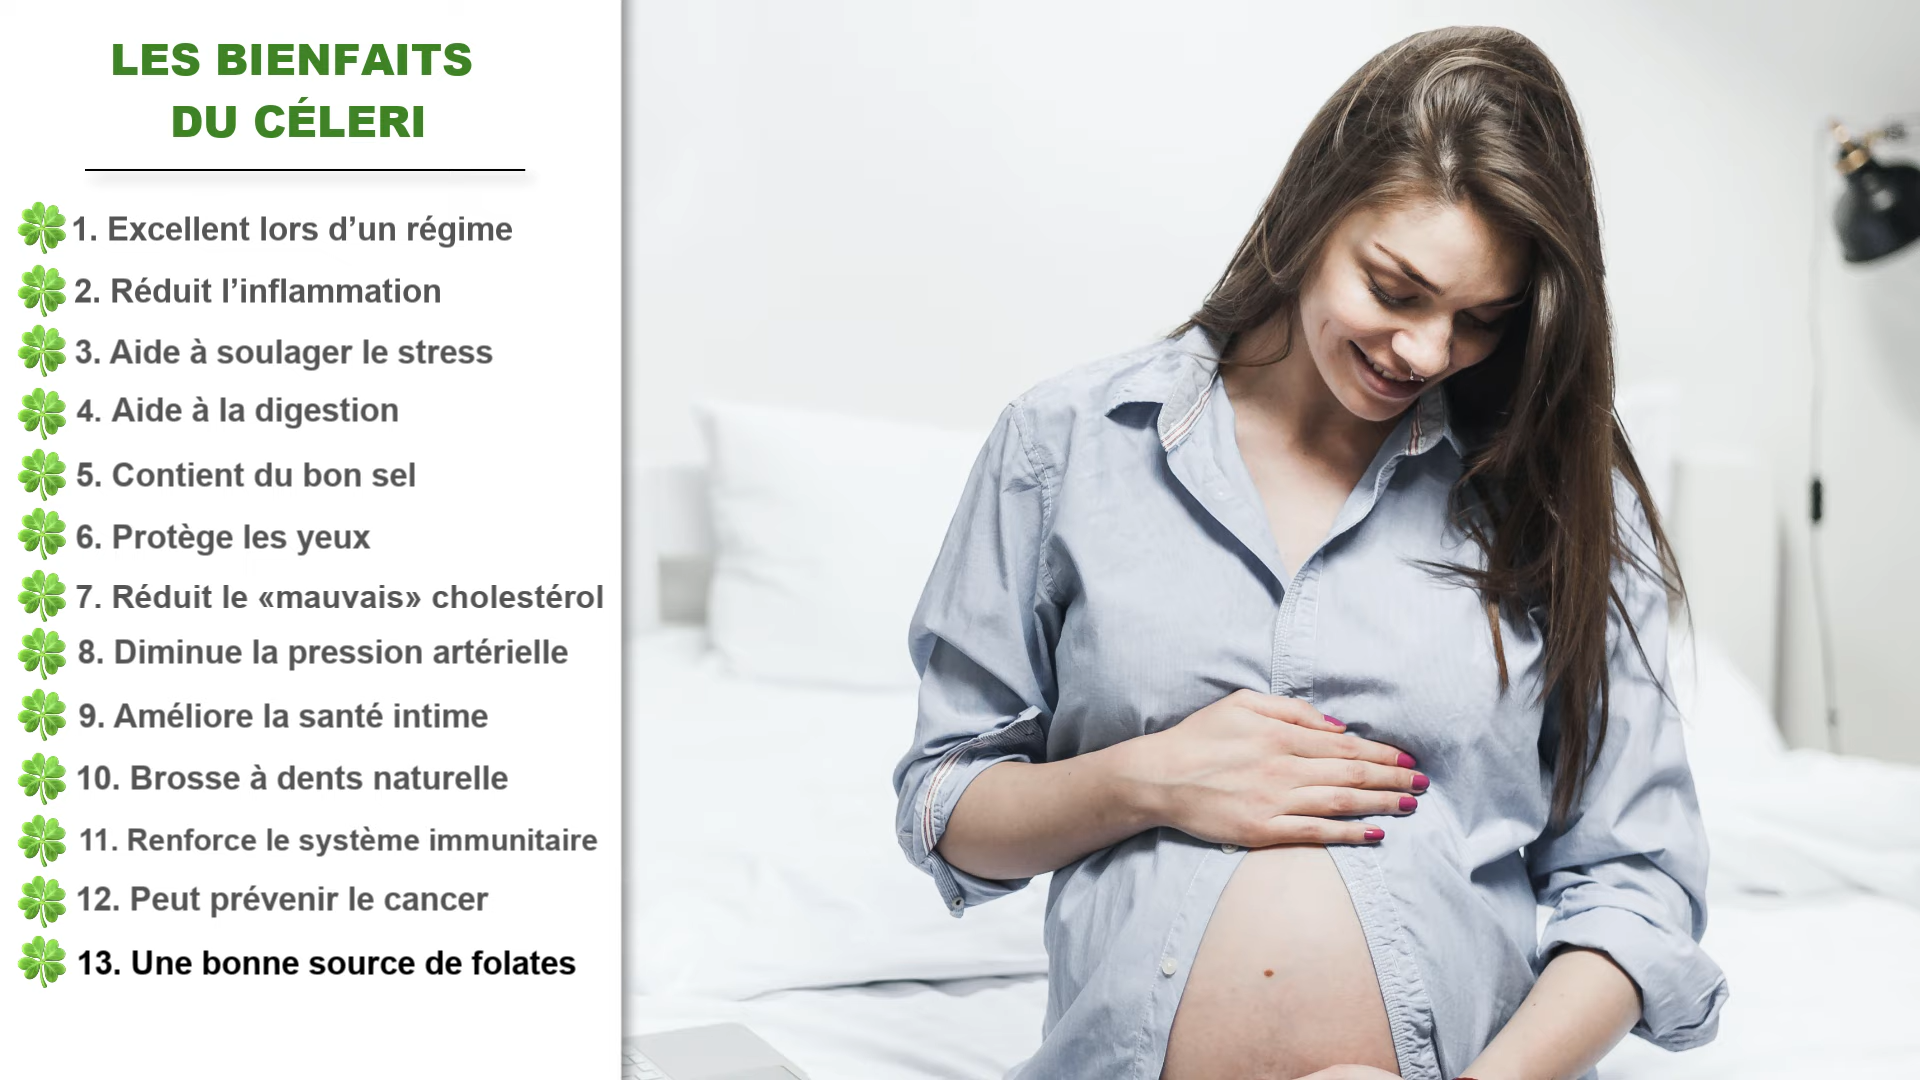 LES BIENFAITS
DU CÉLERI
1. Excellent lors d’un régime
2. Réduit l’inflammation
3. Aide à soulager le stress
4. Aide à la digestion
5. Contient du bon sel
6. Protège les yeux
7. Réduit le «mauvais» cholestérol
8. Diminue la pression artérielle
9. Améliore la santé intime
10. Brosse à dents naturelle
11. Renforce le système immunitaire
12. Peut prévenir le cancer
13. Une bonne source de folates